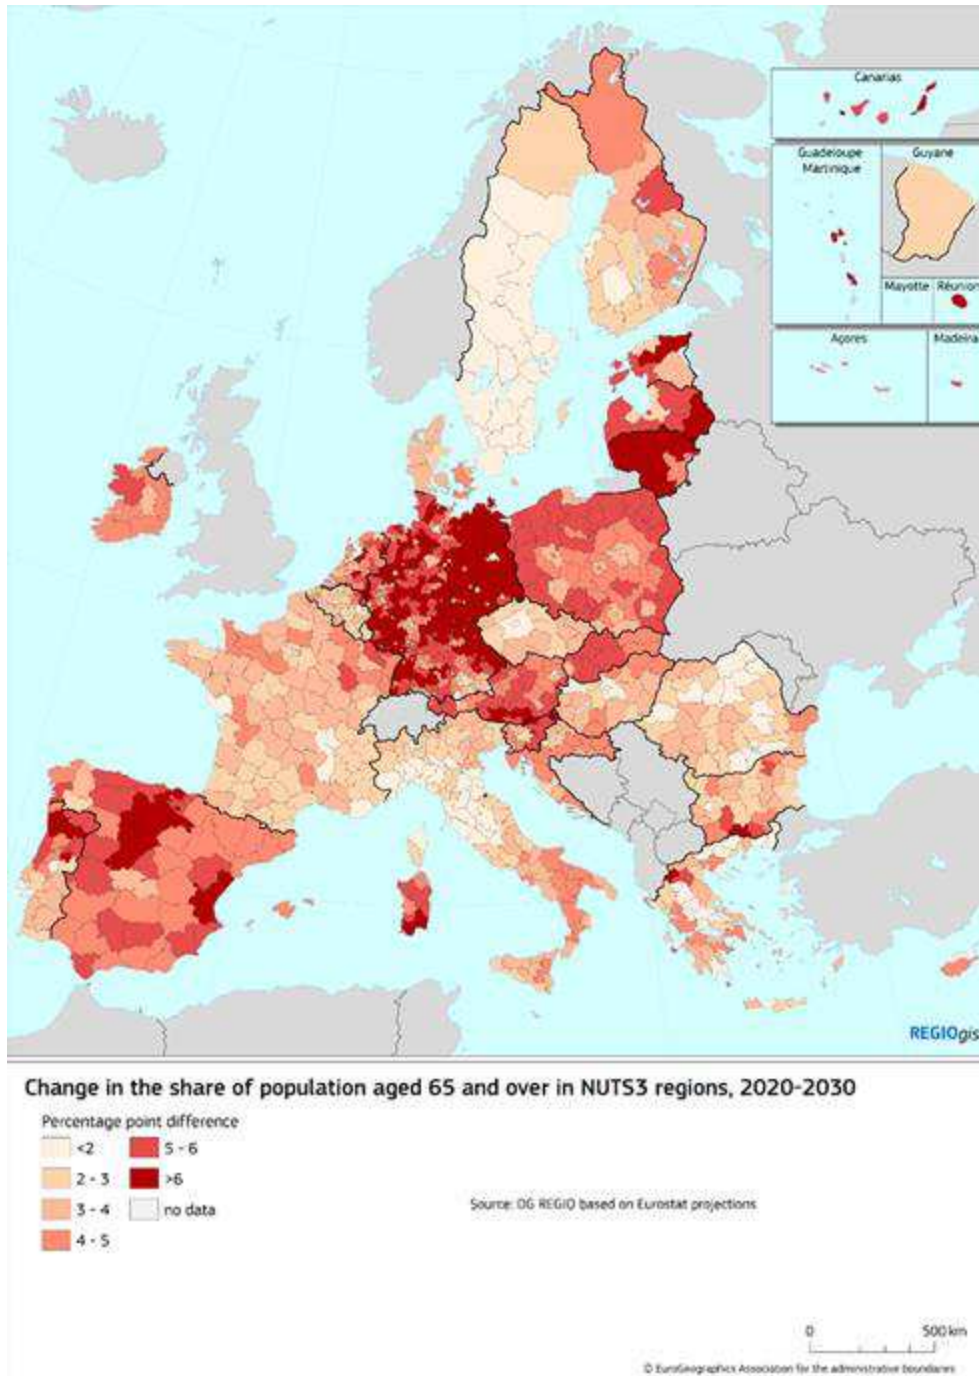 Canarias
Guadeloupe
Martinique
Guyane
Mayotte
Réunion
Açores
Madeira
REGIOgis
Change in the share of population aged 65 and over in NUTS3 regions, 2020-2030
Percentage point difference
<2
5 - 6
2 - 3
>6
3 - 4
no data
4 - 5
Source: DG REGIO based on Eurostat projections
0
500 km
© EuroGeographics Association for the administrative boundaries